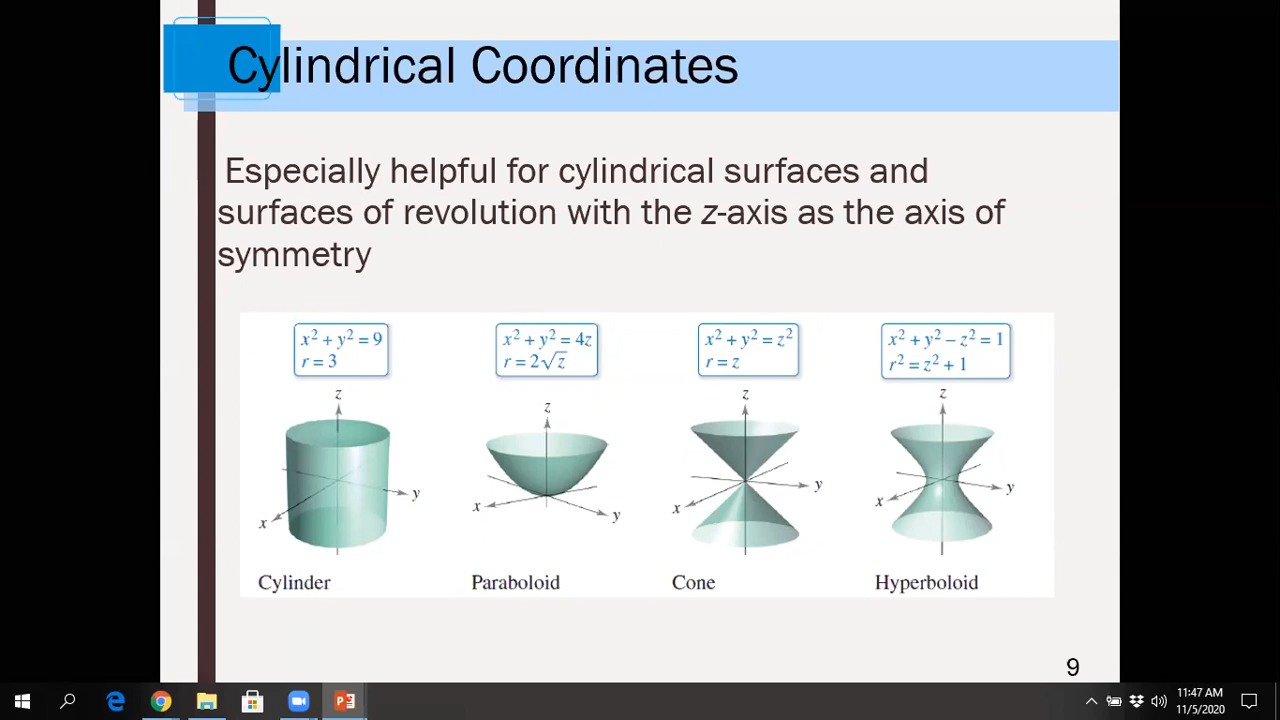 Cylindrical Coordinates
Especially helpful for cylindrical surfaces and
surfaces of revolution with the z-axis as the axis of
symmetry
x² + y² = 9
r = 3
x² + y² = 4z
r = 2√z
x² + y² = z²
r = z
x² + y² − z² = 1
r² = z² + 1
z
y
x
z
x
y
z
y
x
z
y
x
Cylinder
Paraboloid
Cone
Hyperboloid
9
11:47 AM
11/5/2020